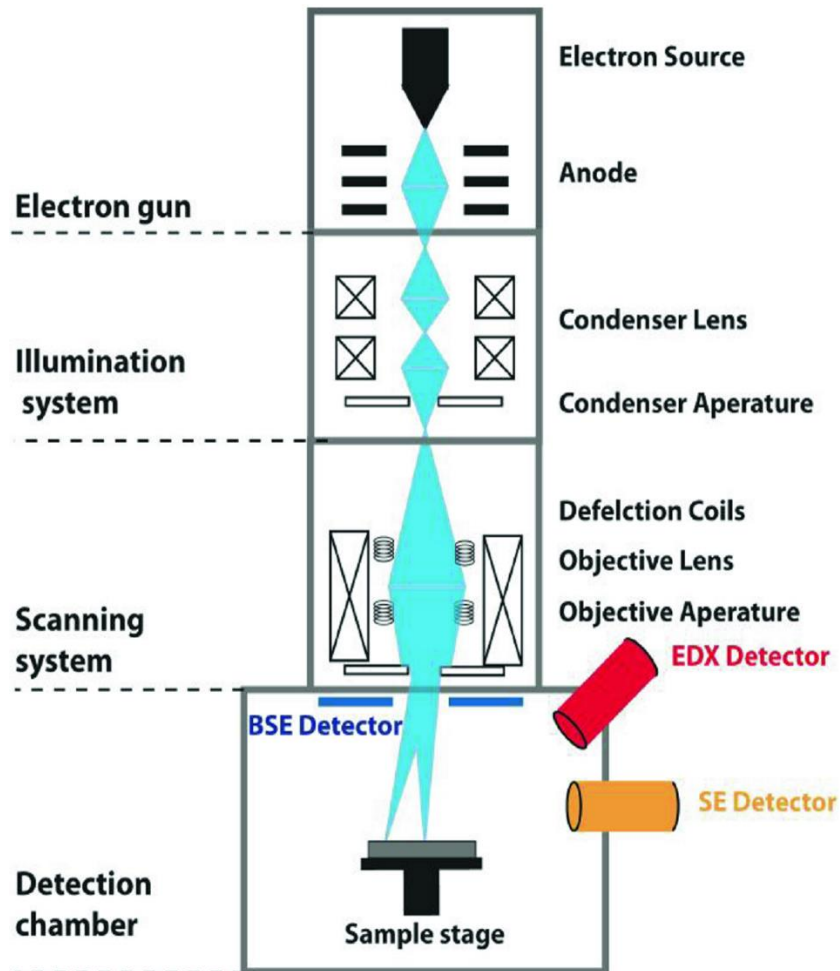 Electron Source
Anode
Electron gun
Condenser Lens
Illumination
system
Condenser Aperature
Defelction Coils
Objective Lens
Objective Aperature
Scanning
system
EDX Detector
BSE Detector
SE Detector
Detection
chamber
Sample stage